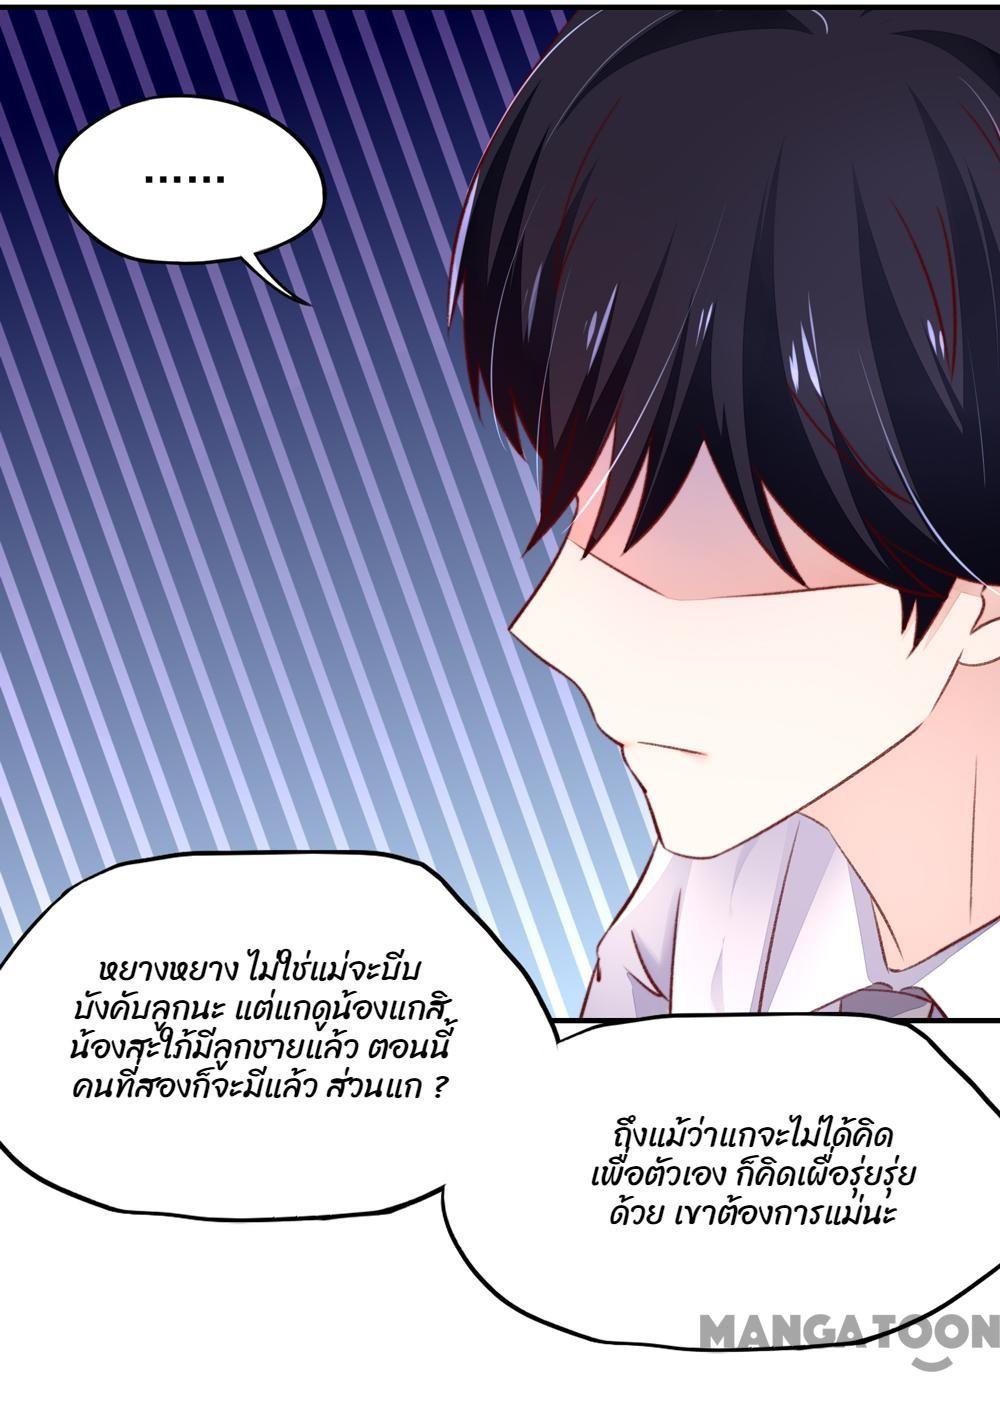 ......
หยางหยาง ไม่ใช่แม่จะบีบ
บังคับลูกนะ แต่แกดูน้องแกสิ
น้องสะใภ้มีลูกชายแล้ว ตอนนี้
คนที่สองก็จะมีแล้ว ส่วนแก ?
ถึงแม้ว่าแกจะไม่ได้คิด
เพื่อตัวเอง ก็คิดเผื่อรุ่ยรุ่ย
ด้วย เขาต้องการแม่นะ
MANGATOON